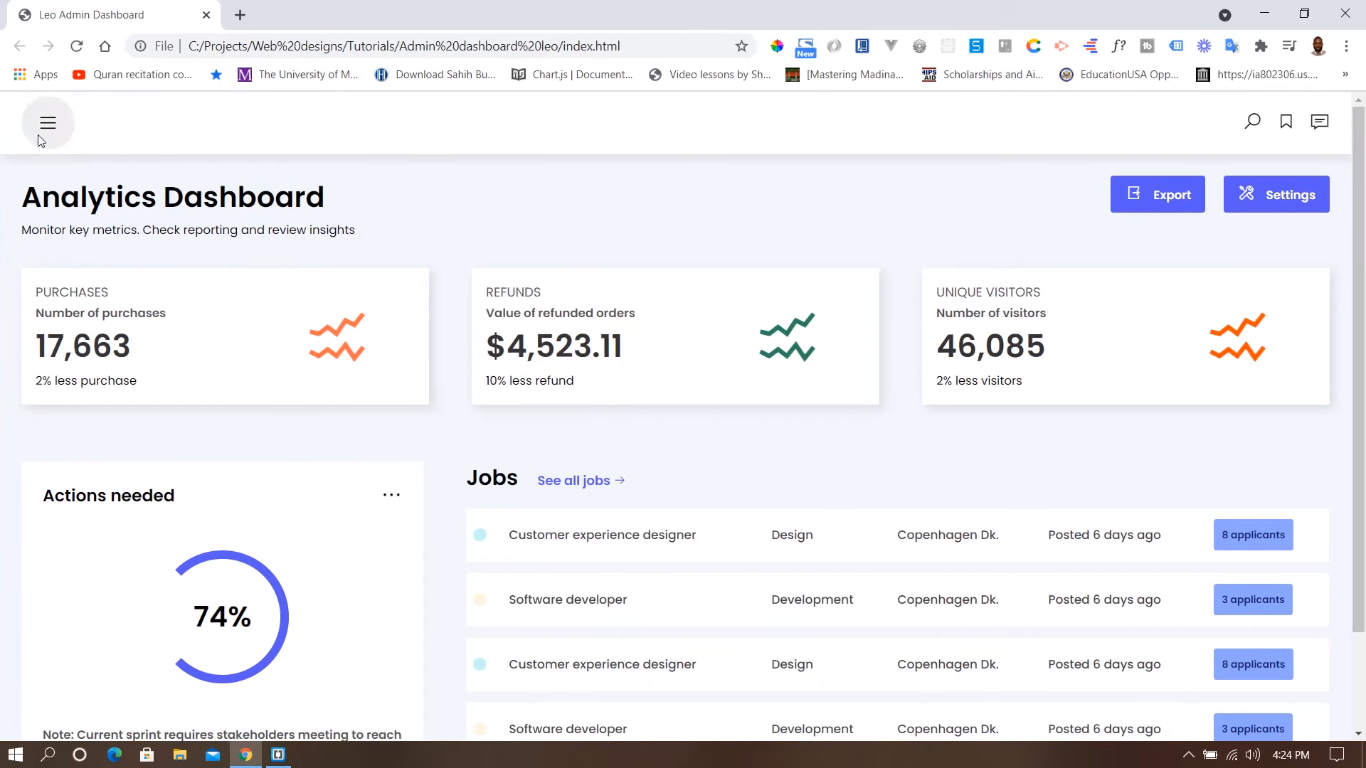 Leo Admin Dashboard
File
C:/Projects/Web%20designs/Tutorials/Admin%20dashboard%20leo/index.html
New
f?
Apps
Quran recitation co...
The University of M...
Download Sahih Bu...
Chart.js | Document...
Video lessons by Sh...
[Mastering Madina...
Scholarships and Ai...
EducationUSA Opp...
https://ia802306.us....
Analytics Dashboard
Export
Settings
Monitor key metrics. Check reporting and review insights
PURCHASES
Number of purchases
17,663
2% less purchase
REFUNDS
Value of refunded orders
$4,523.11
10% less refund
UNIQUE VISITORS
Number of visitors
46,085
2% less visitors
Actions needed
74%
Note: Current sprint requires stakeholders meeting to reach
Jobs
See all jobs
Customer experience designer Design Copenhagen Dk. Posted 6 days ago 8 applicants
Software developer Development Copenhagen Dk. Posted 6 days ago 3 applicants
Customer experience designer Design Copenhagen Dk. Posted 6 days ago 8 applicants
Software developer Development Copenhagen Dk. Posted 6 days ago 3 applicants
4:24 PM